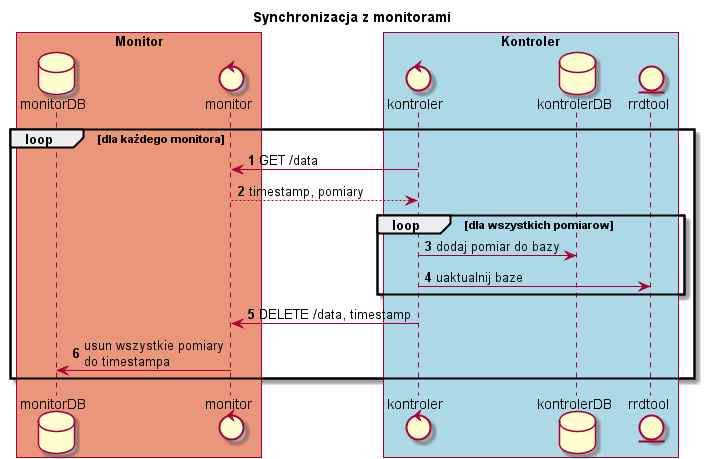 Synchronizacja z monitorami
Monitor
Kontroler
monitorDB
monitor
kontroler
kontrolerDB
rrdtool
loop [dla każdego monitora]
1 GET /data
2 timestamp, pomiary
loop [dla wszystkich pomiarow]
3 dodaj pomiar do bazy
4 uaktualnij baze
5 DELETE /data, timestamp
6 usun wszystkie pomiary
do timestampa
monitorDB
monitor
kontroler
kontrolerDB
rrdtool